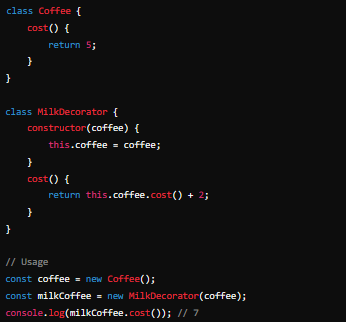 class Coffee {
    cost() {
        return 5;
    }
}

class MilkDecorator {
    constructor(coffee) {
        this.coffee = coffee;
    }
    cost() {
        return this.coffee.cost() + 2;
    }
}

// Usage
const coffee = new Coffee();
const milkCoffee = new MilkDecorator(coffee);
console.log(milkCoffee.cost()); // 7